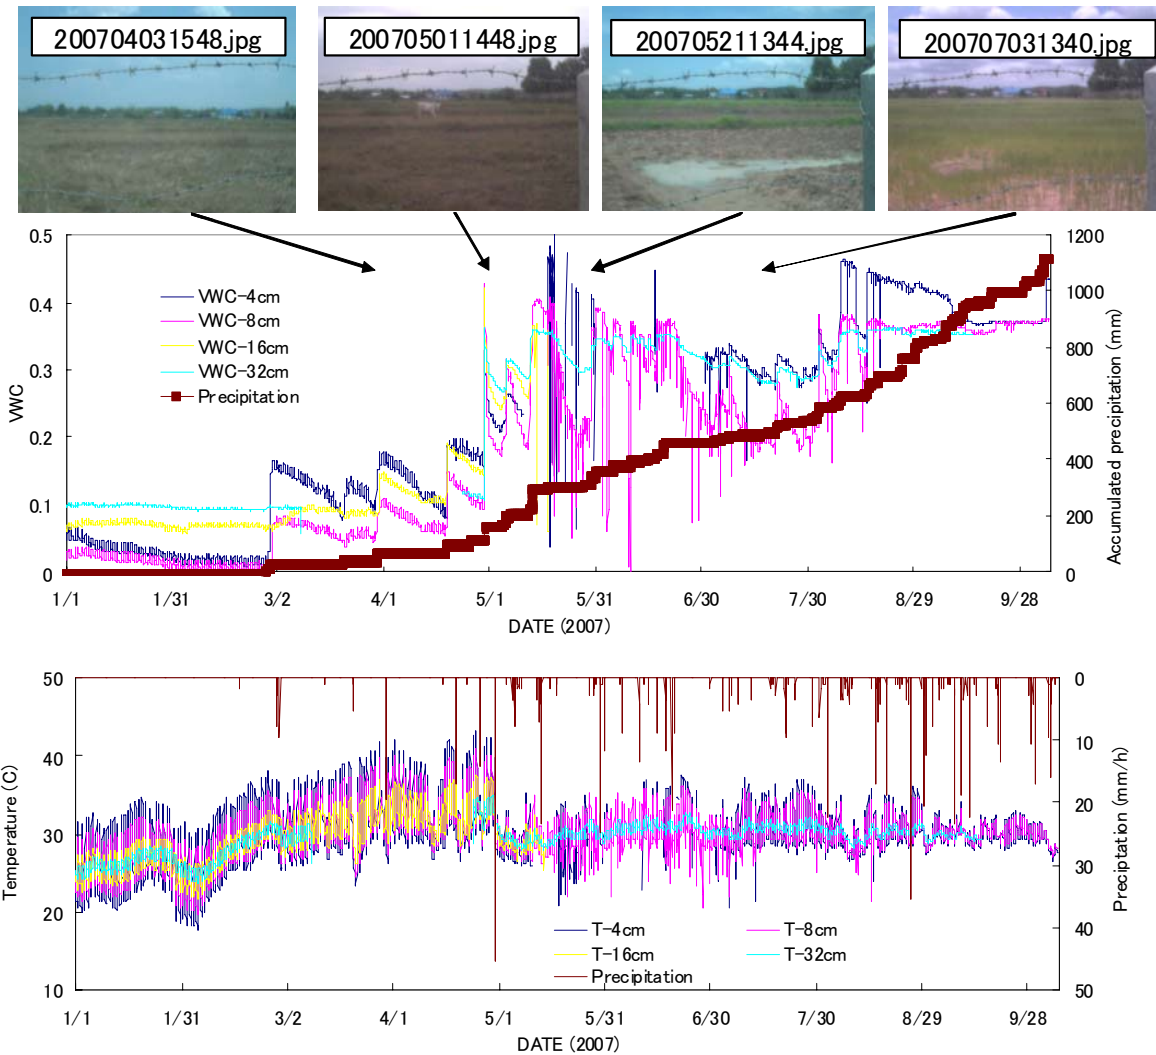 200704031548.jpg 200705011448.jpg 200705211344.jpg 200707031340.jpg
0.5 1200
0.4 1000
0.3 800
600
0.2 400
0.1 200
0 0
VWC
Accumulated precipitation (mm)
VWC-4cm
VWC-8cm
VWC-16cm
VWC-32cm
Precipitation
1/1 1/31 3/2 4/1 5/1 5/31 6/30 7/30 8/29 9/28
DATE (2007)
50 0
40 10
30 20
30
20 40
10 50
Temperature (C)
Preciptation (mm/h)
T-4cm T-8cm
T-16cm T-32cm
Precipitation
1/1 1/31 3/2 4/1 5/1 5/31 6/30 7/30 8/29 9/28
DATE (2007)